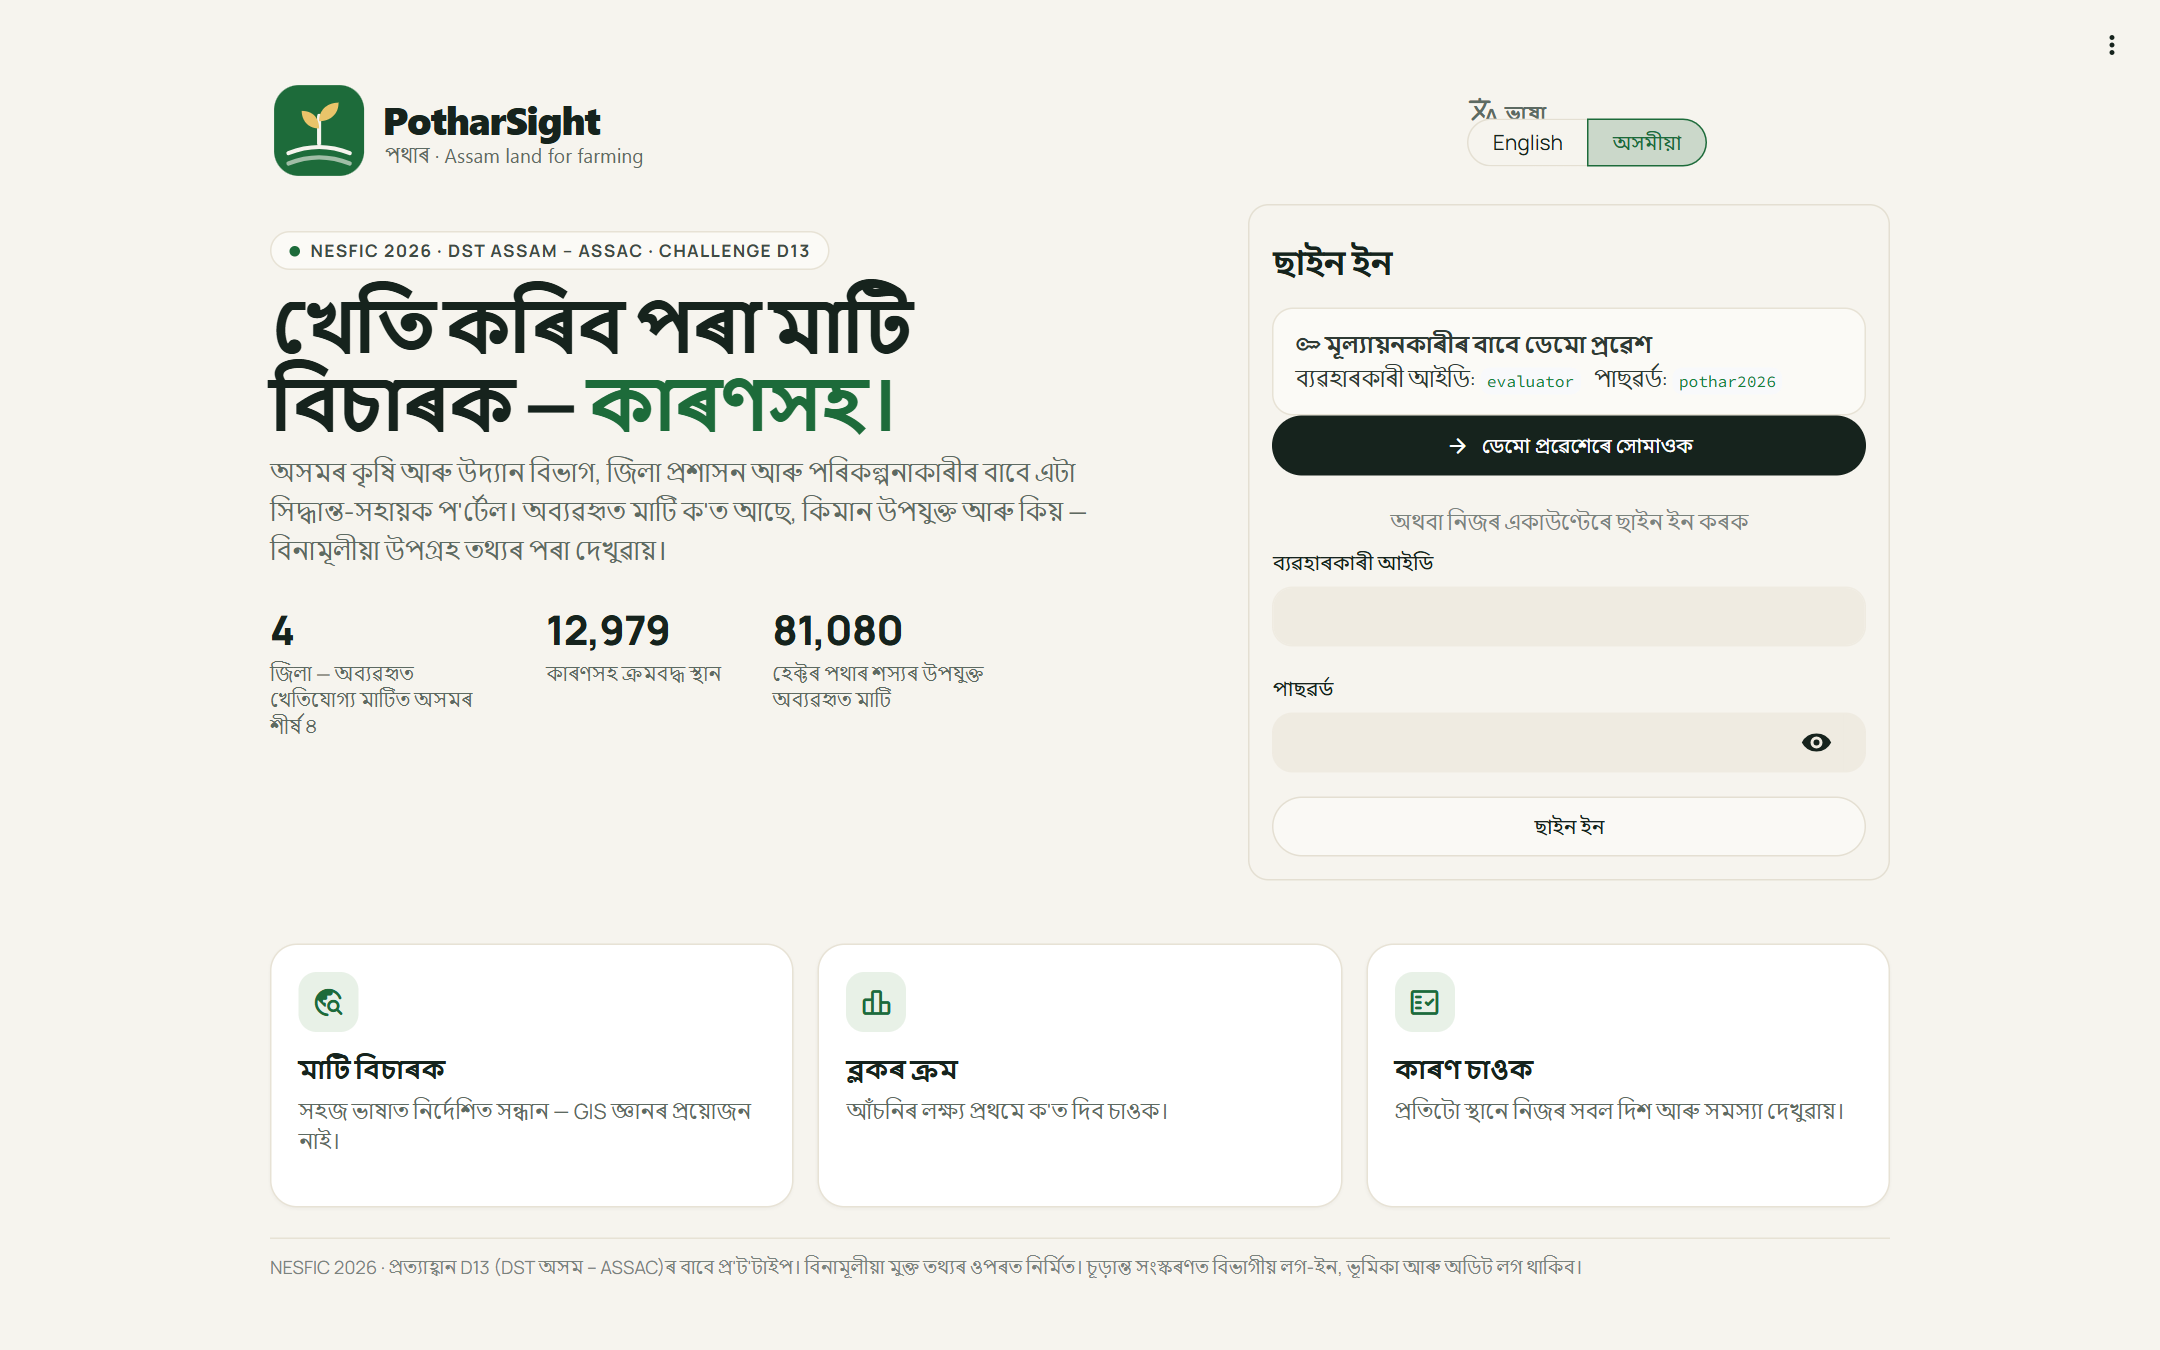 PotharSight
পথাৰ · Assam land for farming
ভাষা
English
অসমীয়া
NESFIC 2026 · DST ASSAM – ASSAC · CHALLENGE D13
খেতি কৰিব পৰা মাটি
বিচাৰক – কাৰণসহ।
অসমৰ কৃষি আৰু উদ্যান বিভাগ, জিলা প্ৰশাসন আৰু পৰিকল্পনাকাৰীৰ বাবে এটা
সিদ্ধান্ত-সহায়ক প'ৰ্টেল। অব্যৱহৃত মাটি ক'ত আছে, কিমান উপযুক্ত আৰু কিয় –
বিনামূলীয়া উপগ্ৰহ তথ্যৰ পৰা দেখুৱায়।
4
জিলা – অব্যৱহৃত
খেতিযোগ্য মাটিত অসমৰ
শীৰ্ষ ৪
12,979
কাৰণসহ ক্ৰমবদ্ধ স্থান
81,080
হেক্টৰ পথাৰ শস্যৰ উপযুক্ত
অব্যৱহৃত মাটি
ছাইন ইন
মূল্যায়নকাৰীৰ বাবে ডেমো প্ৰৱেশ
ব্যৱহাৰকাৰী আইডি: evaluator পাছৱৰ্ড: pothar2026
ডেমো প্ৰৱেশেৰে সোমাওক
অথবা নিজৰ একাউণ্টেৰে ছাইন ইন কৰক
ব্যৱহাৰকাৰী আইডি
পাছৱৰ্ড
ছাইন ইন
মাটি বিচাৰক
সহজ ভাষাত নিৰ্দেশিত সন্ধান – GIS জ্ঞানৰ প্ৰয়োজন
নাই।
ব্লকৰ ক্ৰম
আঁচনিৰ লক্ষ্য প্ৰথমে ক'ত দিব চাওক।
কাৰণ চাওক
প্ৰতিটো স্থানে নিজৰ সবল দিশ আৰু সমস্যা দেখুৱায়।
NESFIC 2026 · প্ৰত্যাহ্বান D13 (DST অসম – ASSAC)ৰ বাবে প্ৰ'ট'টাইপ। বিনামূলীয়া মুক্ত তথ্যৰ ওপৰত নিৰ্মিত। চূড়ান্ত সংস্কৰণত বিভাগীয় লগ-ইন, ভূমিকা আৰু অডিট লগ থাকিব।